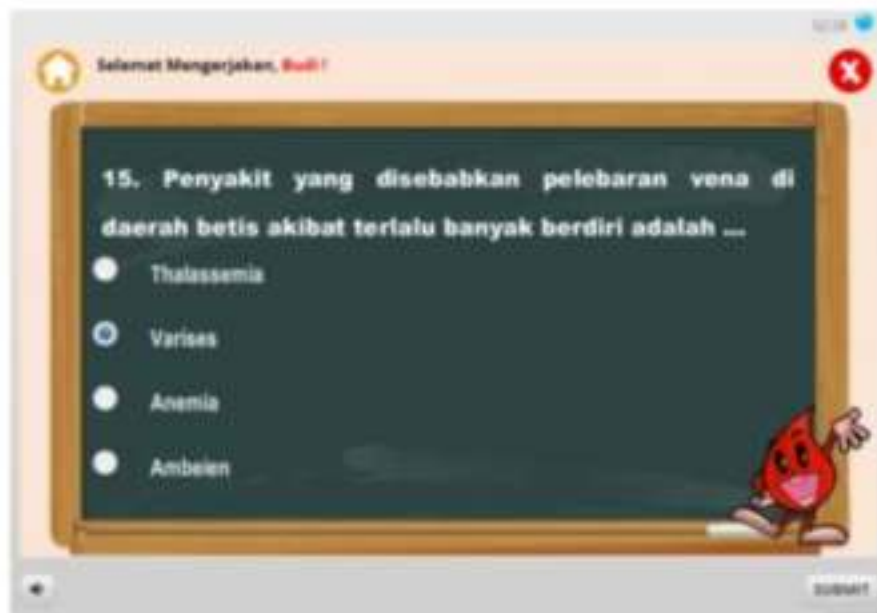 Selamat Mengerjakan, Budi !
15. Penyakit yang disebabkan pelebaran vena di
daerah betis akibat terlalu banyak berdiri adalah ...
Thalassemia
Varises
Anemia
Ambeien
SUBMIT